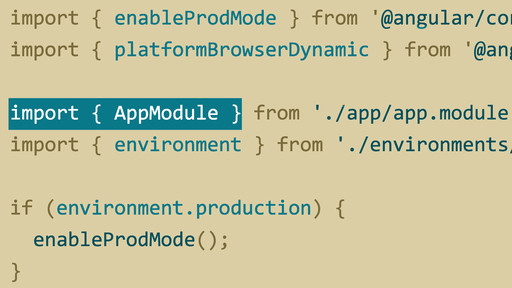 import { enableProdMode } from '@angular/co
import { platformBrowserDynamic } from '@ang
import { AppModule } from './app/app.module
import { environment } from './environments/
if (environment.production) {
enableProdMode();
}